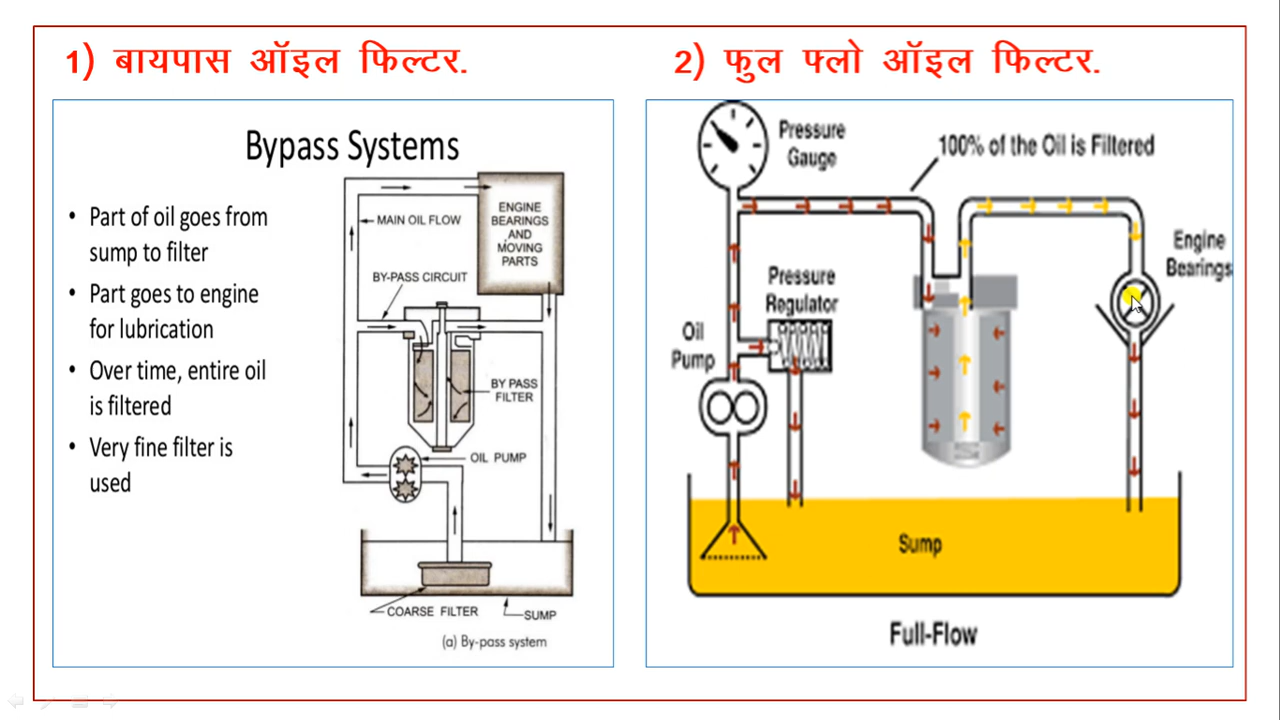 1) बायपास ऑइल फिल्टर.
2) फुल फ्लो ऑइल फिल्टर.
Bypass Systems
• Part of oil goes from
sump to filter
• Part goes to engine
for lubrication
• Over time, entire oil
is filtered
• Very fine filter is
used
ENGINE
BEARINGS
AND
MOVING
PARTS
MAIN OIL FLOW
BY-PASS CIRCUIT
BY PASS
FILTER
OIL PUMP
COARSE FILTER
SUMP
(a) By-pass system
Pressure
Gauge
100% of the Oil is Filtered
Engine
Bearings
Pressure
Regulator
Oil
Pump
Sump
Full-Flow